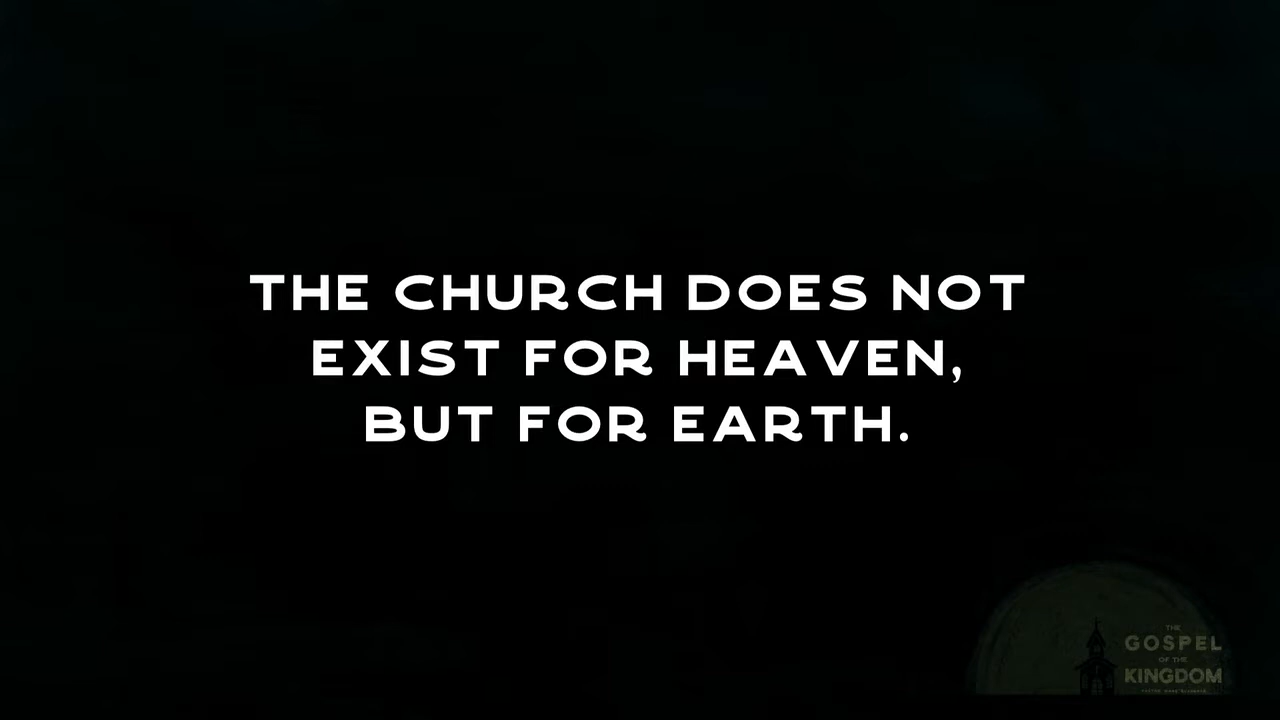 THE CHURCH DOES NOT
EXIST FOR HEAVEN,
BUT FOR EARTH.
THE
GOSPEL
OF THE
KINGDOM